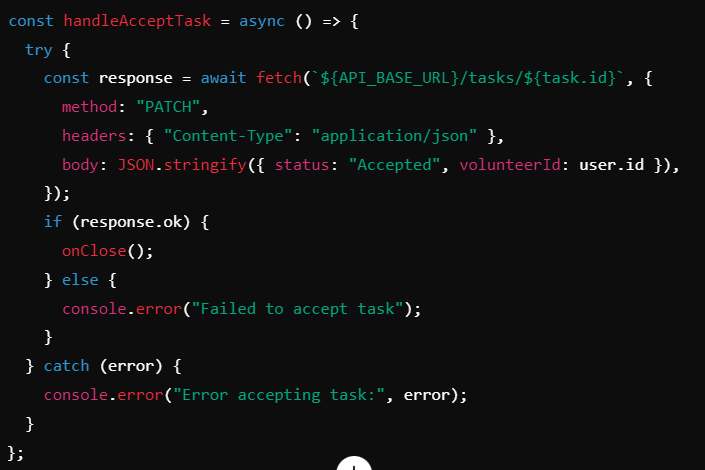 const handleAcceptTask = async () => {
  try {
    const response = await fetch(`${API_BASE_URL}/tasks/${task.id}`, {
      method: "PATCH",
      headers: { "Content-Type": "application/json" },
      body: JSON.stringify({ status: "Accepted", volunteerId: user.id }),
    });
    if (response.ok) {
      onClose();
    } else {
      console.error("Failed to accept task");
    }
  } catch (error) {
    console.error("Error accepting task:", error);
  }
};